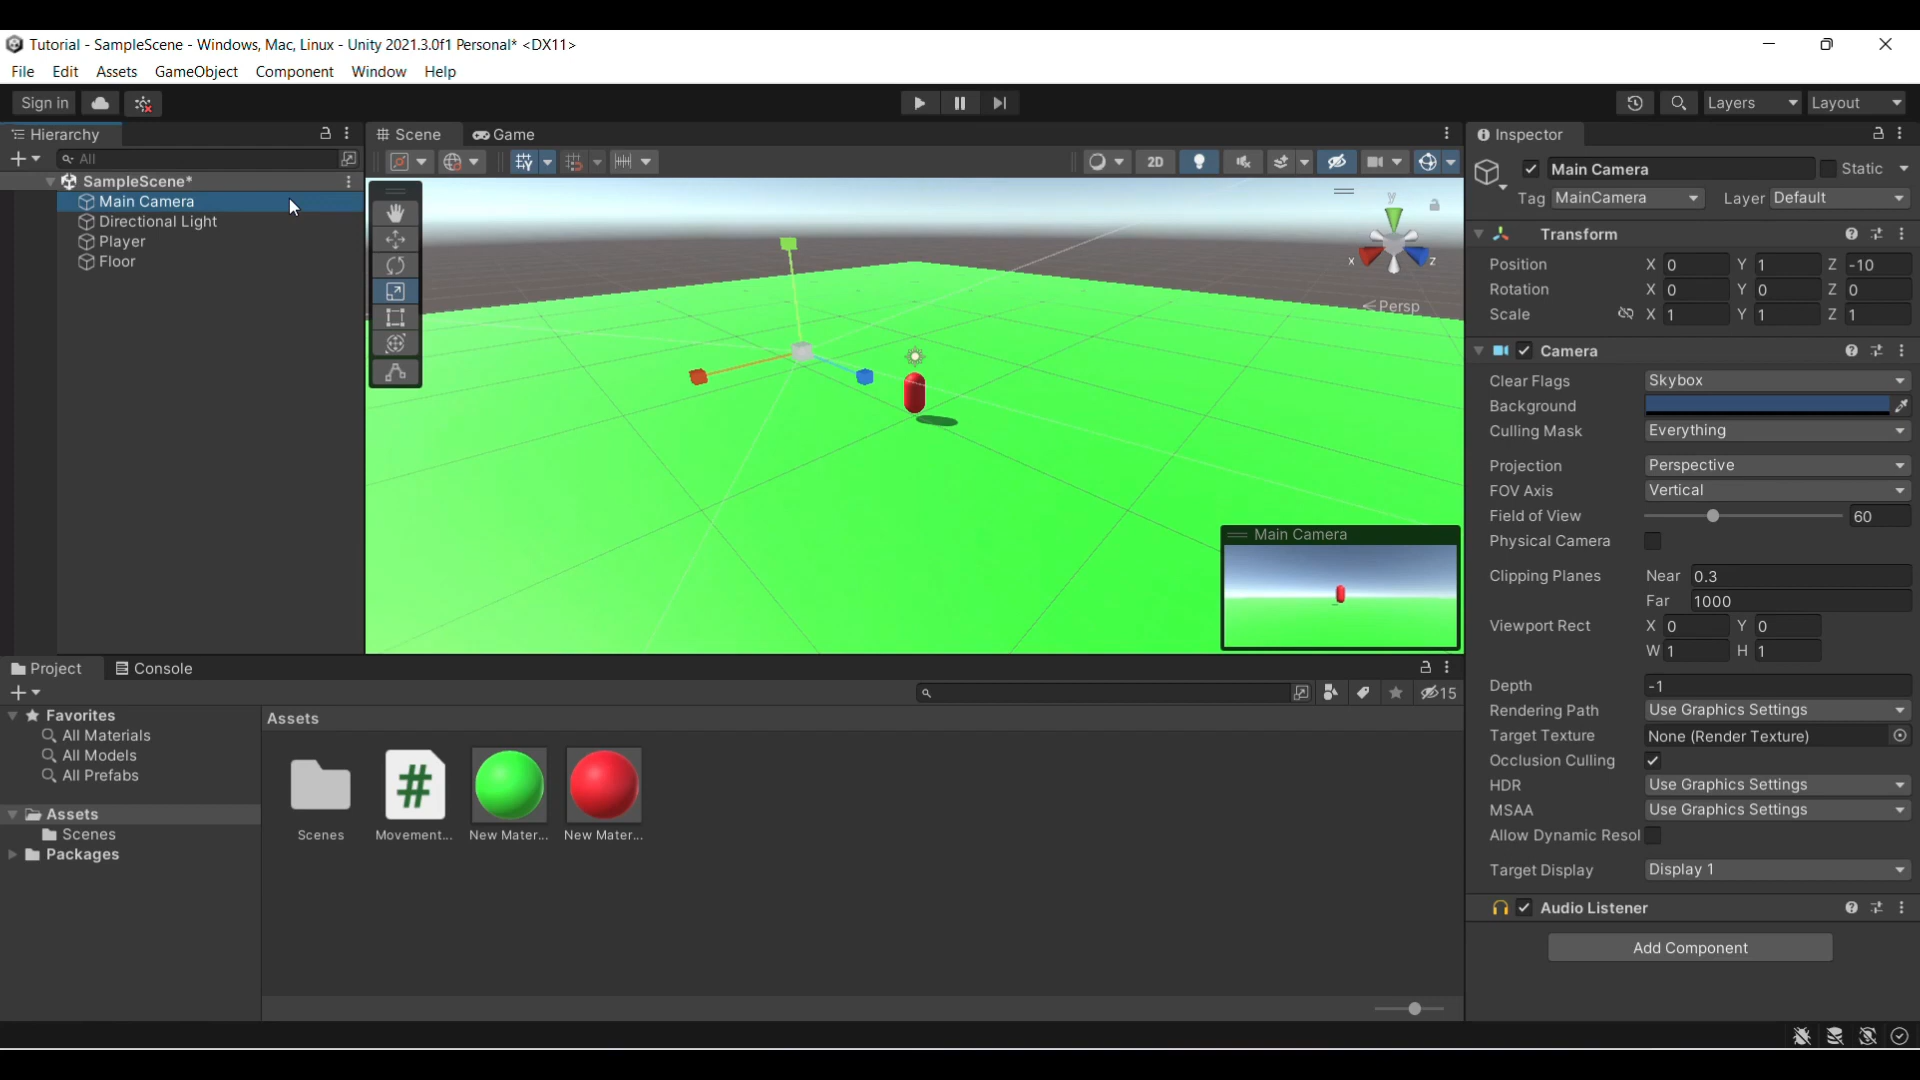 Tutorial - SampleScene - Windows, Mac, Linux - Unity 2021.3.0f1 Personal* <DX11>
File Edit Assets GameObject Component Window Help
Sign in
Layers
Layout
Hierarchy
All
SampleScene*
Main Camera
Directional Light
Player
Floor
Scene Game
2D
y
x
z
Persp
Main Camera
Inspector
Main Camera Static
Tag MainCamera Layer Default
Transform
Position X 0 Y 1 Z -10
Rotation X 0 Y 0 Z 0
Scale X 1 Y 1 Z 1
Camera
Clear Flags Skybox
Background
Culling Mask Everything
Projection Perspective
FOV Axis Vertical
Field of View 60
Physical Camera
Clipping Planes Near 0.3
Far 1000
Viewport Rect X 0 Y 0
W 1 H 1
Depth -1
Rendering Path Use Graphics Settings
Target Texture None (Render Texture)
Occlusion Culling
HDR Use Graphics Settings
MSAA Use Graphics Settings
Allow Dynamic Resol
Target Display Display 1
Audio Listener
Add Component
Project Console
15
Favorites
All Materials
All Models
All Prefabs
Assets
Scenes
Packages
Assets
Scenes Movement... New Mater... New Mater...